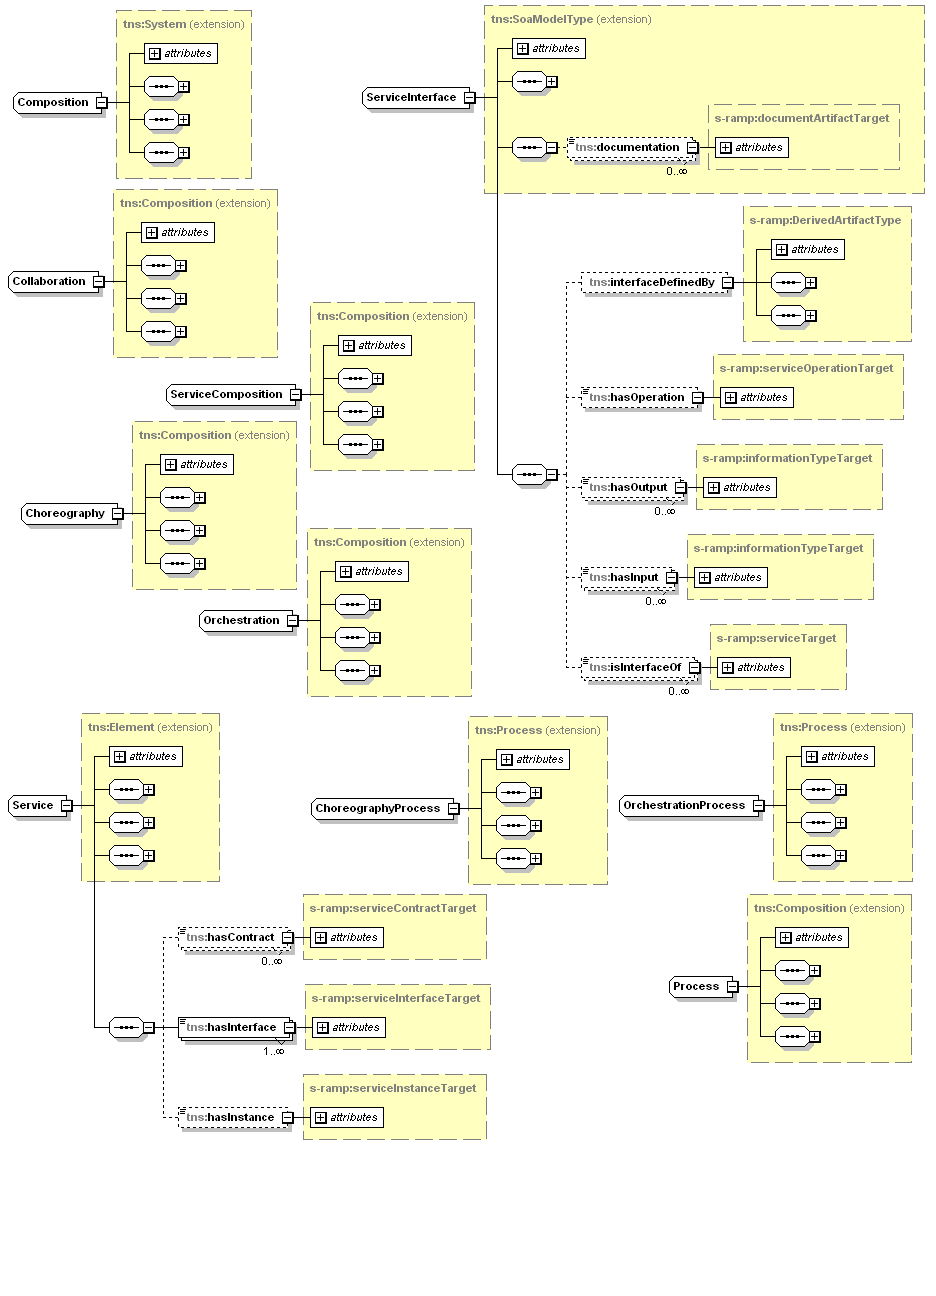 tns:System (extension)
attributes
Composition
tns:SoaModelType (extension)
attributes
ServiceInterface
tns:documentation
0..∞
s-ramp:documentArtifactTarget
attributes
tns:Composition (extension)
attributes
Collaboration
tns:interfaceDefinedBy
s-ramp:DerivedArtifactType
attributes
tns:Composition (extension)
attributes
ServiceComposition
tns:hasOperation
s-ramp:serviceOperationTarget
attributes
tns:Composition (extension)
attributes
Choreography
tns:hasOutput
0..∞
s-ramp:informationTypeTarget
attributes
tns:Composition (extension)
attributes
Orchestration
tns:hasInput
0..∞
s-ramp:informationTypeTarget
attributes
tns:isInterfaceOf
0..∞
s-ramp:serviceTarget
attributes
tns:Element (extension)
attributes
Service
tns:Process (extension)
attributes
ChoreographyProcess
tns:Process (extension)
attributes
OrchestrationProcess
tns:hasContract
0..∞
s-ramp:serviceContractTarget
attributes
tns:Composition (extension)
attributes
Process
tns:hasInterface
1..∞
s-ramp:serviceInterfaceTarget
attributes
tns:hasInstance
s-ramp:serviceInstanceTarget
attributes